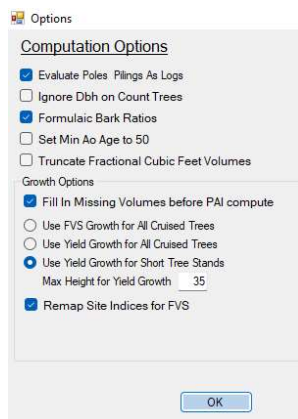 Options
Computation Options
Evaluate Poles Pilings As Logs
Ignore Dbh on Count Trees
Formulaic Bark Ratios
Set Min Ao Age to 50
Truncate Fractional Cubic Feet Volumes
Growth Options
Fill In Missing Volumes before PAI compute
Use FVS Growth for All Cruised Trees
Use Yield Growth for All Cruised Trees
Use Yield Growth for Short Tree Stands
Max Height for Yield Growth 35
Remap Site Indices for FVS
OK